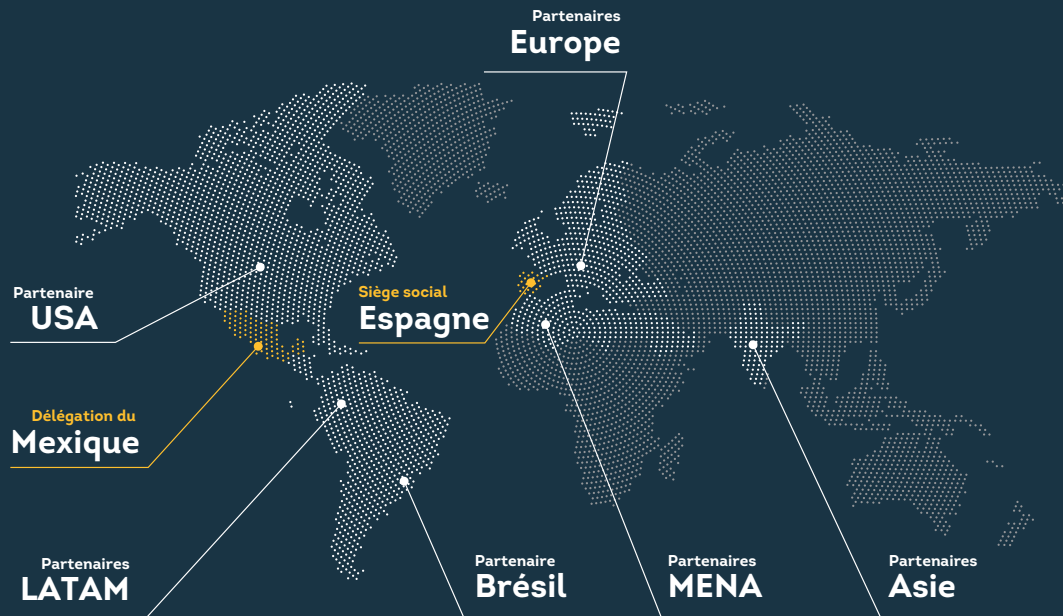 Partenaires
Europe
Partenaire
USA
Siège social
Espagne
Délégation du
Mexique
Partenaires
LATAM
Partenaire
Brésil
Partenaires
MENA
Partenaires
Asie